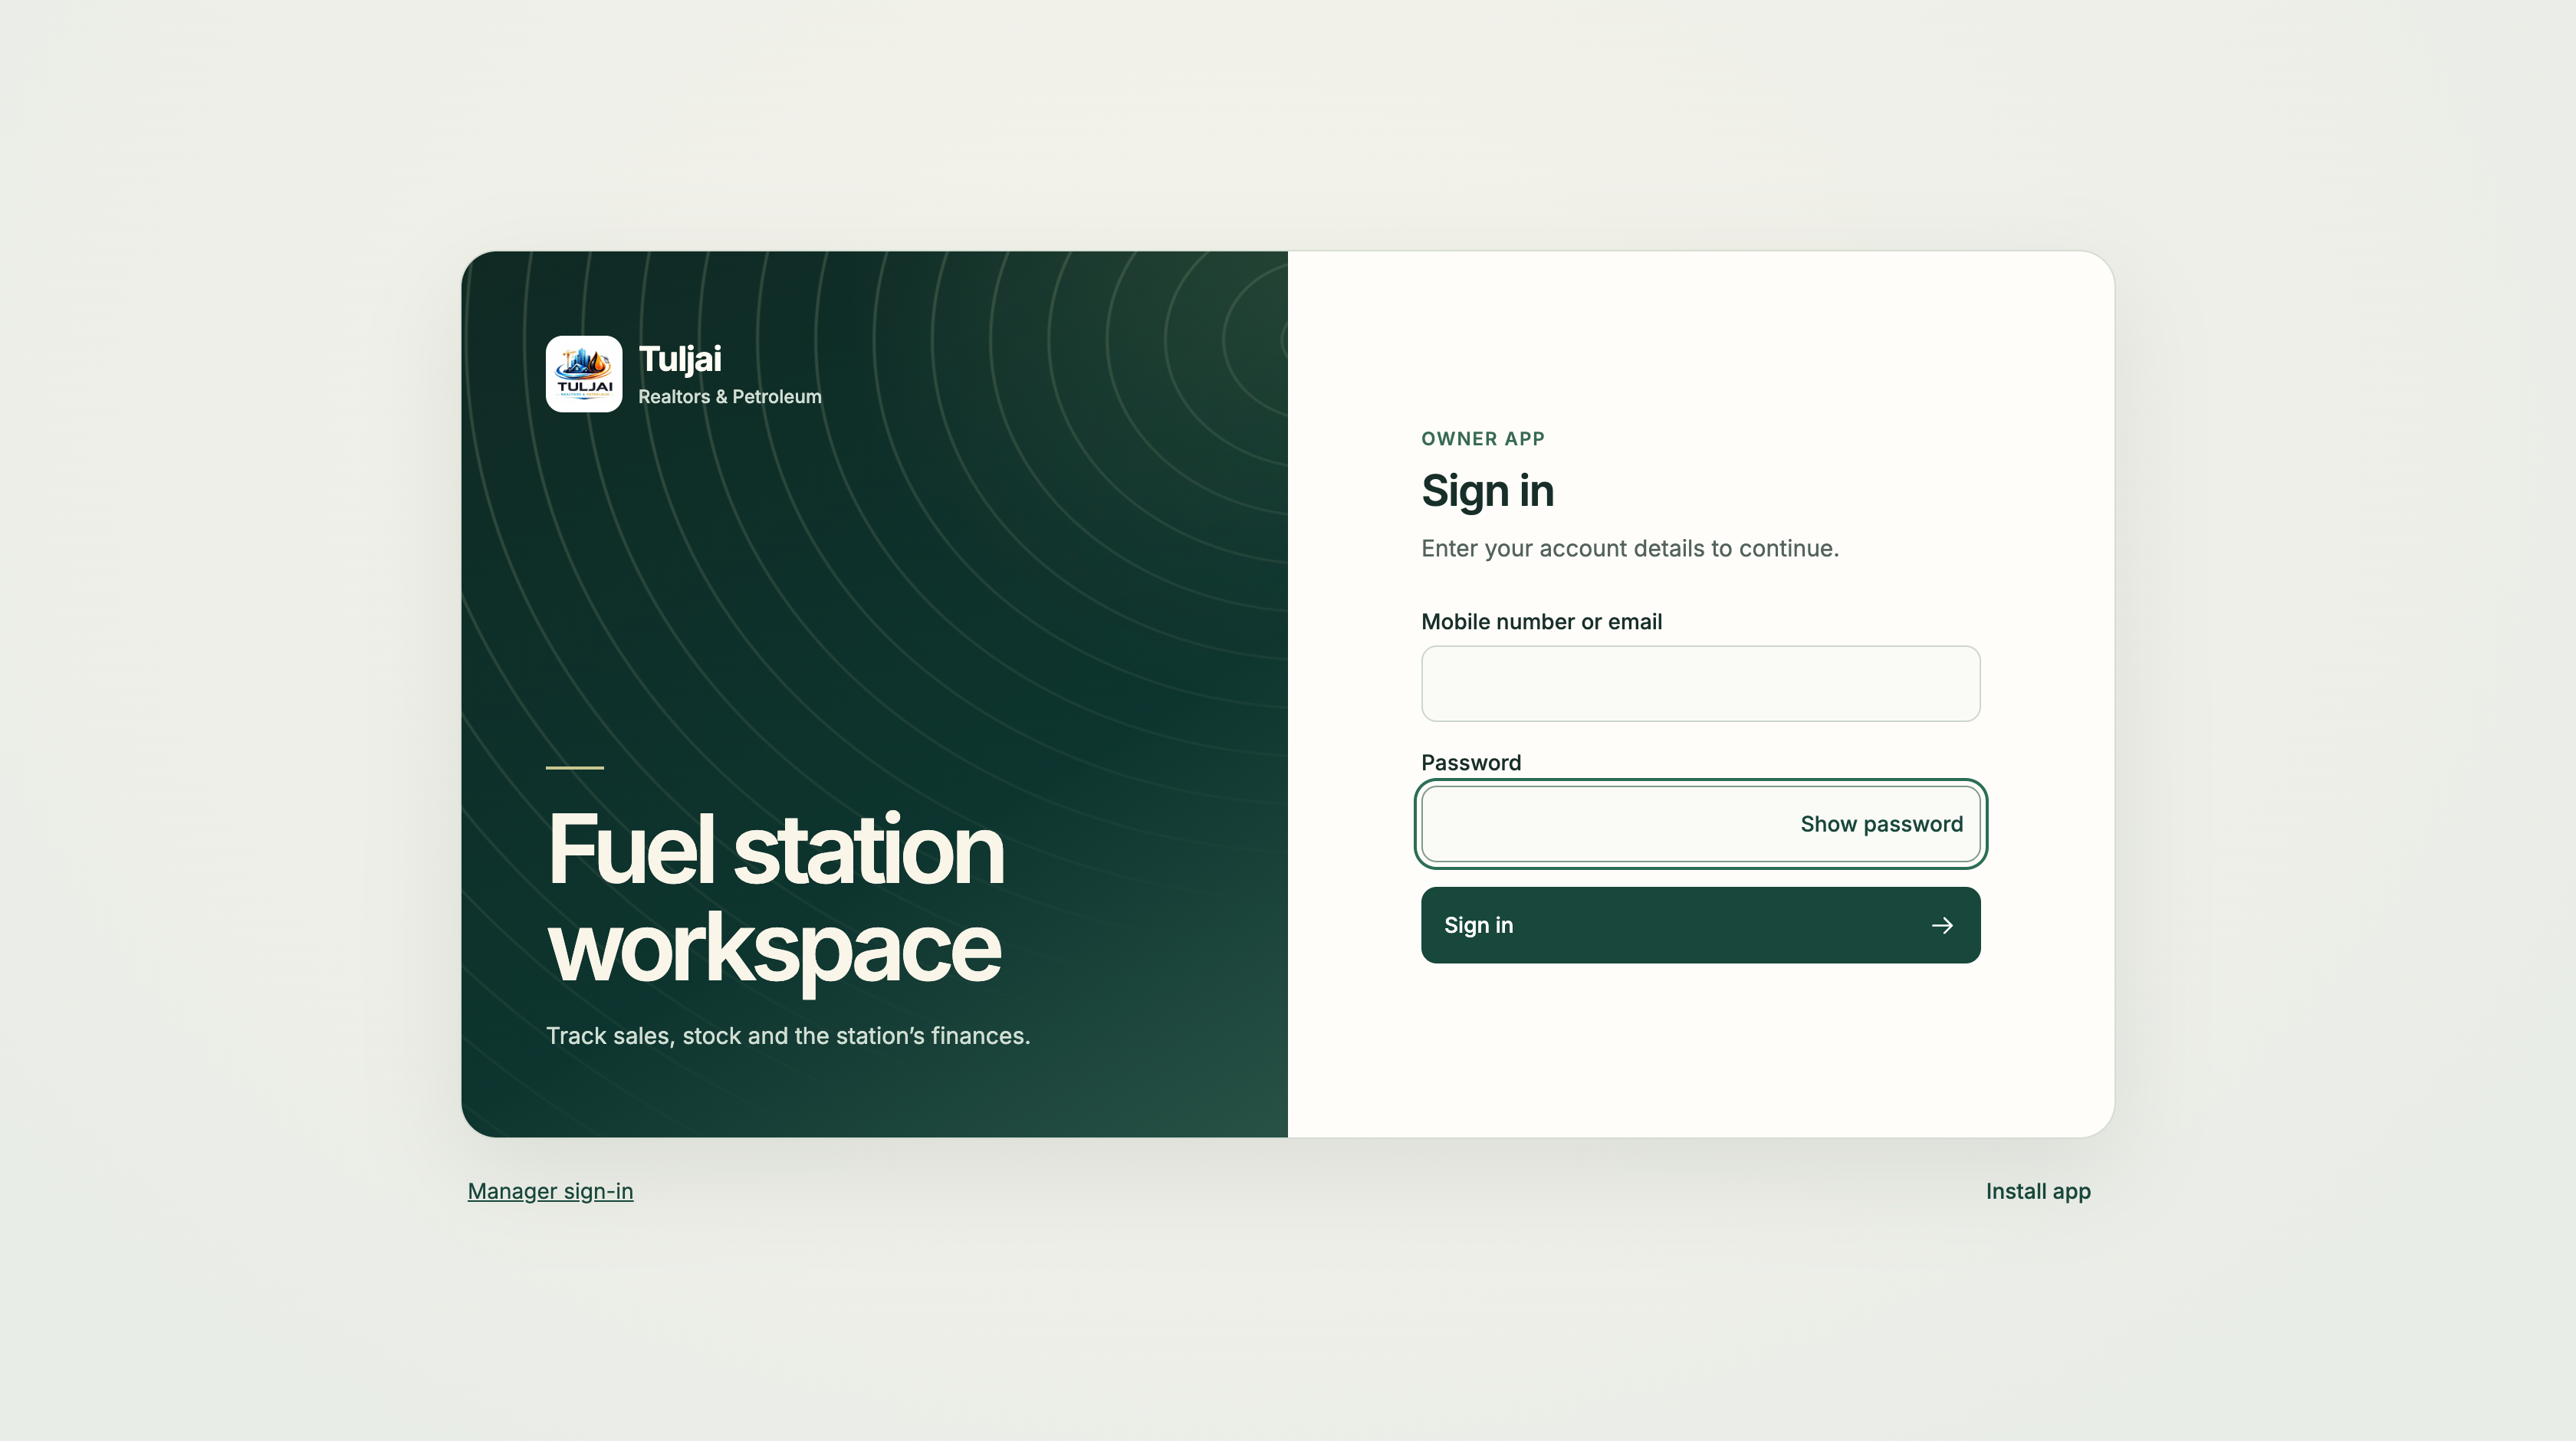 TULJAI
REALTORS & PETROLEUM
Tuljai
Realtors & Petroleum
Fuel station
workspace
Track sales, stock and the station’s finances.
OWNER APP
Sign in
Enter your account details to continue.
Mobile number or email
Password
Show password
Sign in
Manager sign-in
Install app